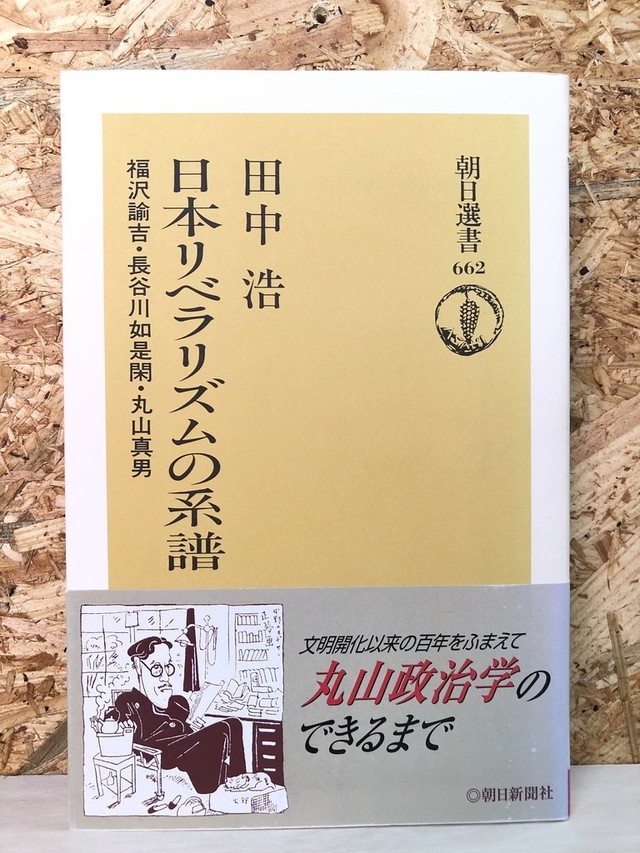 朝日選書
662
田中 浩
日本リベラリズムの系譜
福沢諭吉・長谷川如是閑・丸山真男
文明開化以来の百年をふまえて
丸山政治学の
できるまで
◎朝日新聞社